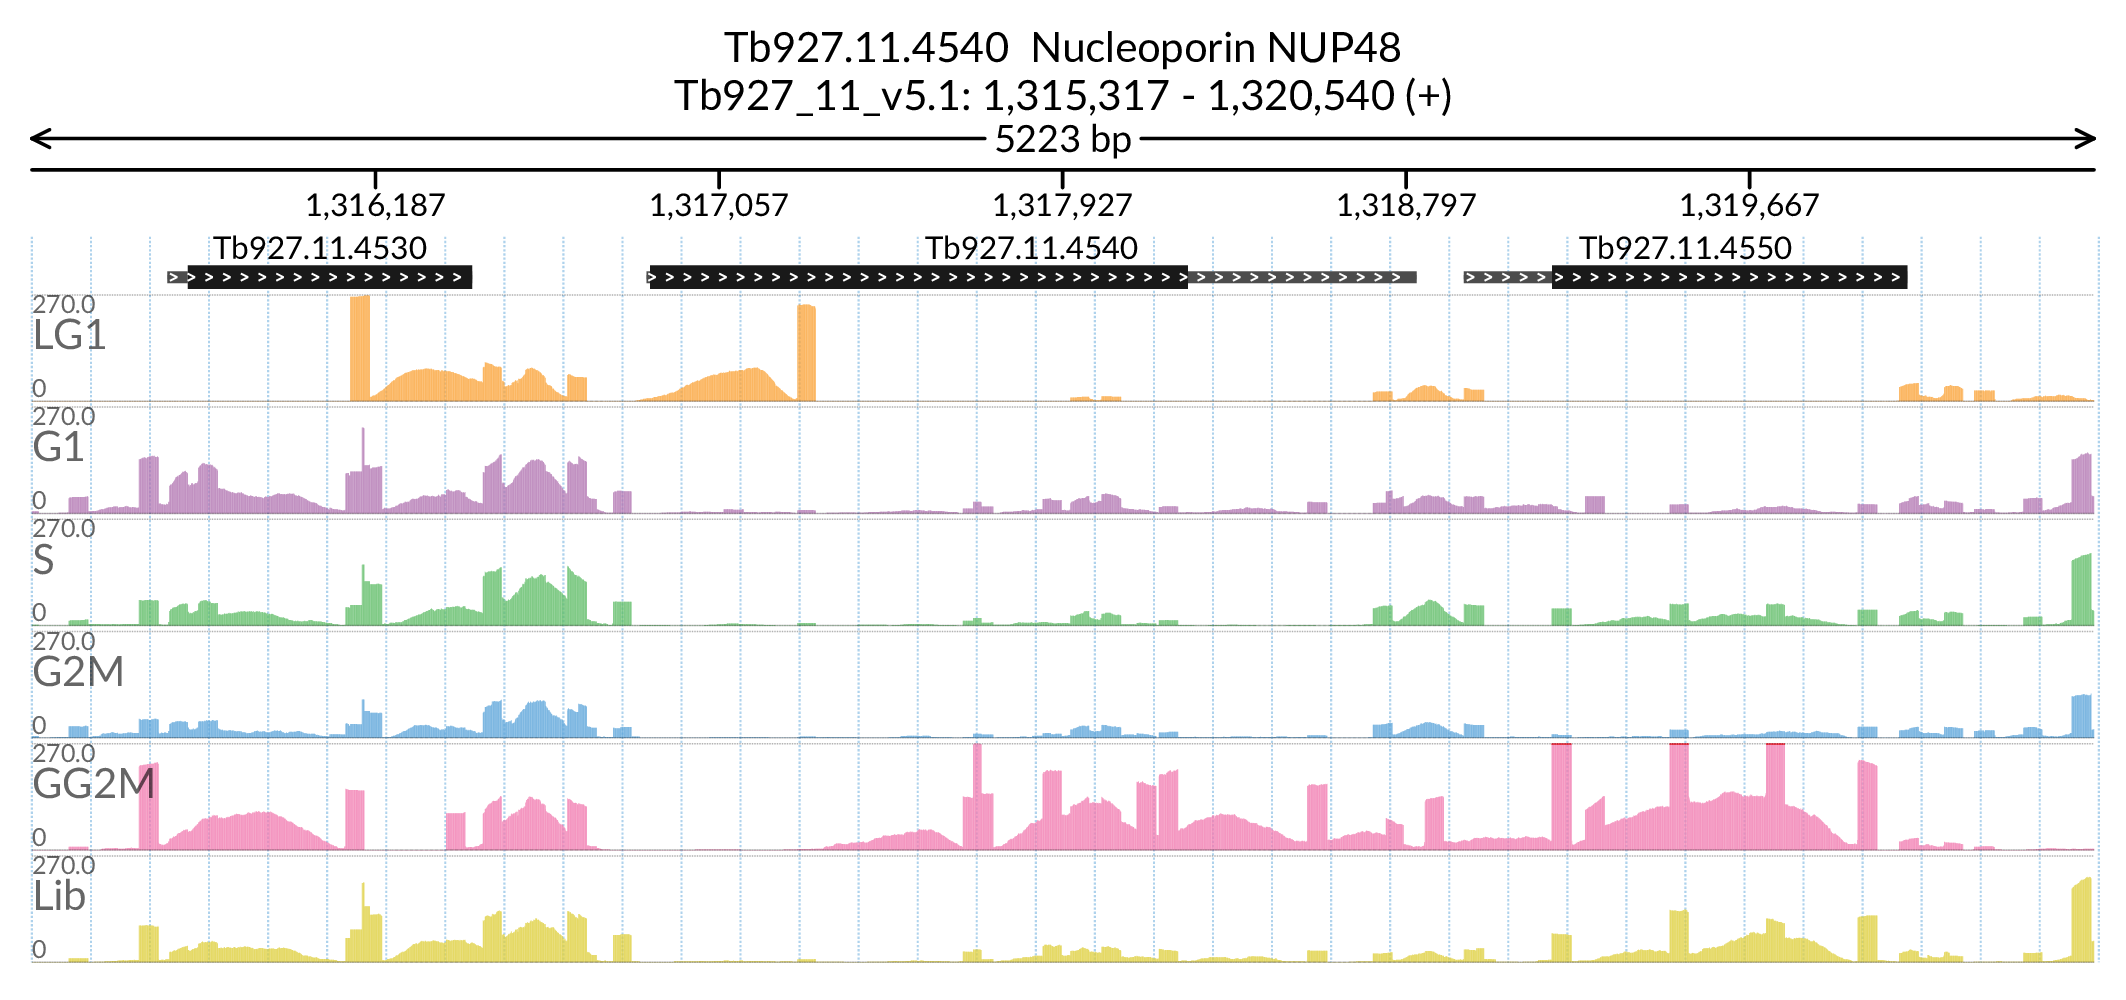 Tb927.11.4540  Nucleoporin NUP48
Tb927_11_v5.1: 1,315,317 - 1,320,540 (+)
5223 bp
1,316,187 1,317,057 1,317,927 1,318,797 1,319,667
Tb927.11.4530 Tb927.11.4540 Tb927.11.4550
270.0
LG1
0
270.0
G1
0
270.0
S
0
270.0
G2M
0
270.0
GG2M
0
270.0
Lib
0